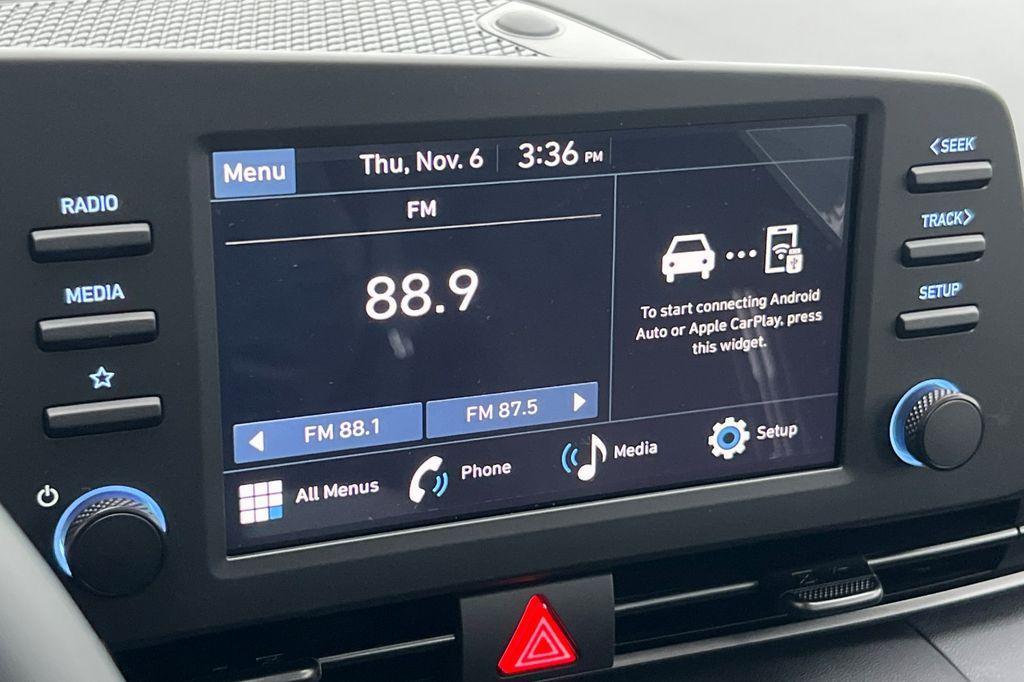 Menu
Thu, Nov. 6
3:36 PM
<SEEK
RADIO
FM
TRACK>
88.9
To start connecting Android
Auto or Apple CarPlay, press
this widget.
MEDIA
SETUP
FM 88.1
FM 87.5
All Menus
Phone
Media
Setup